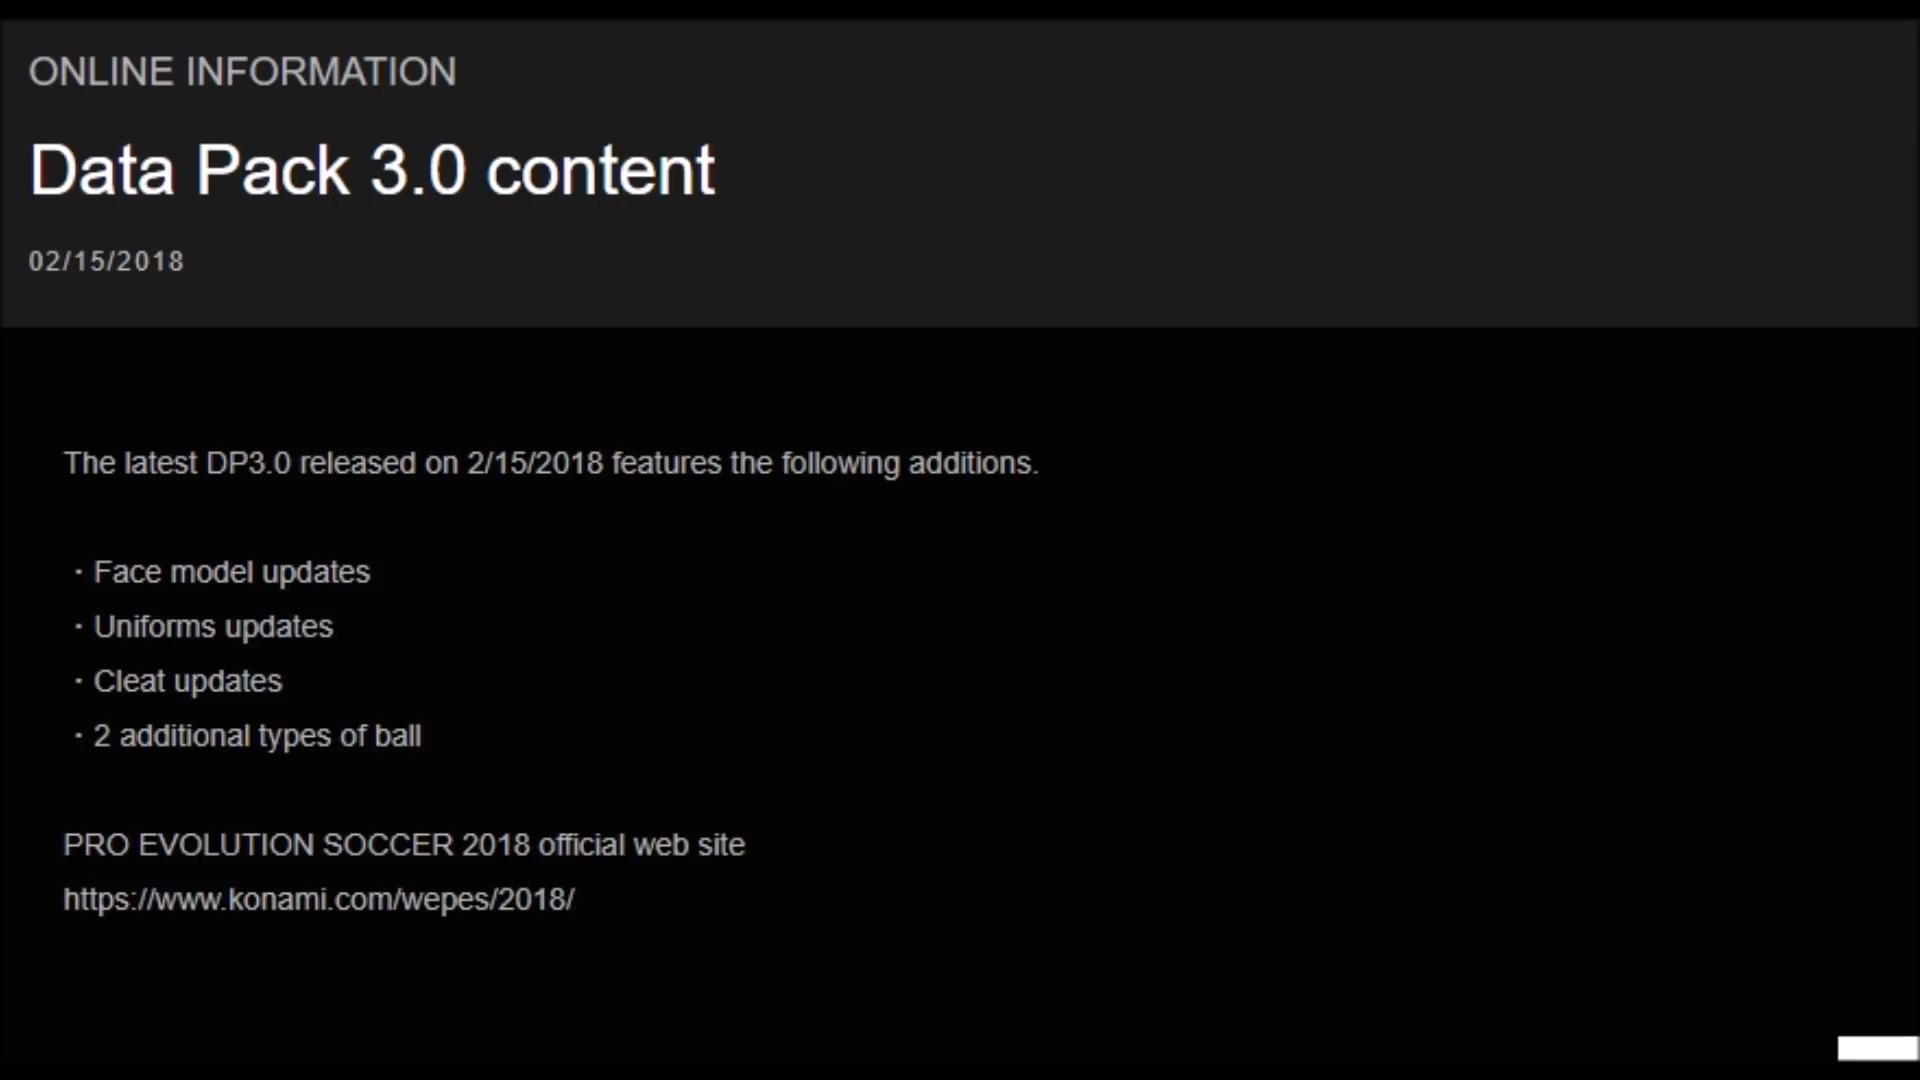 ONLINE INFORMATION
Data Pack 3.0 content
02/15/2018
The latest DP3.0 released on 2/15/2018 features the following additions.
・Face model updates
・Uniforms updates
・Cleat updates
・2 additional types of ball
PRO EVOLUTION SOCCER 2018 official web site
https://www.konami.com/wepes/2018/